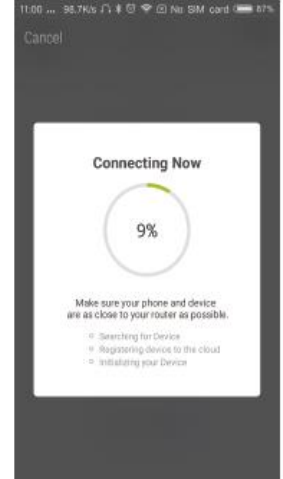 11:00 ... 98.7K/s No SIM card 87%
Cancel
Connecting Now
9%
Make sure your phone and device
are as close to your router as possible.
Searching for Device
Registering device to the cloud
Initializing your Device